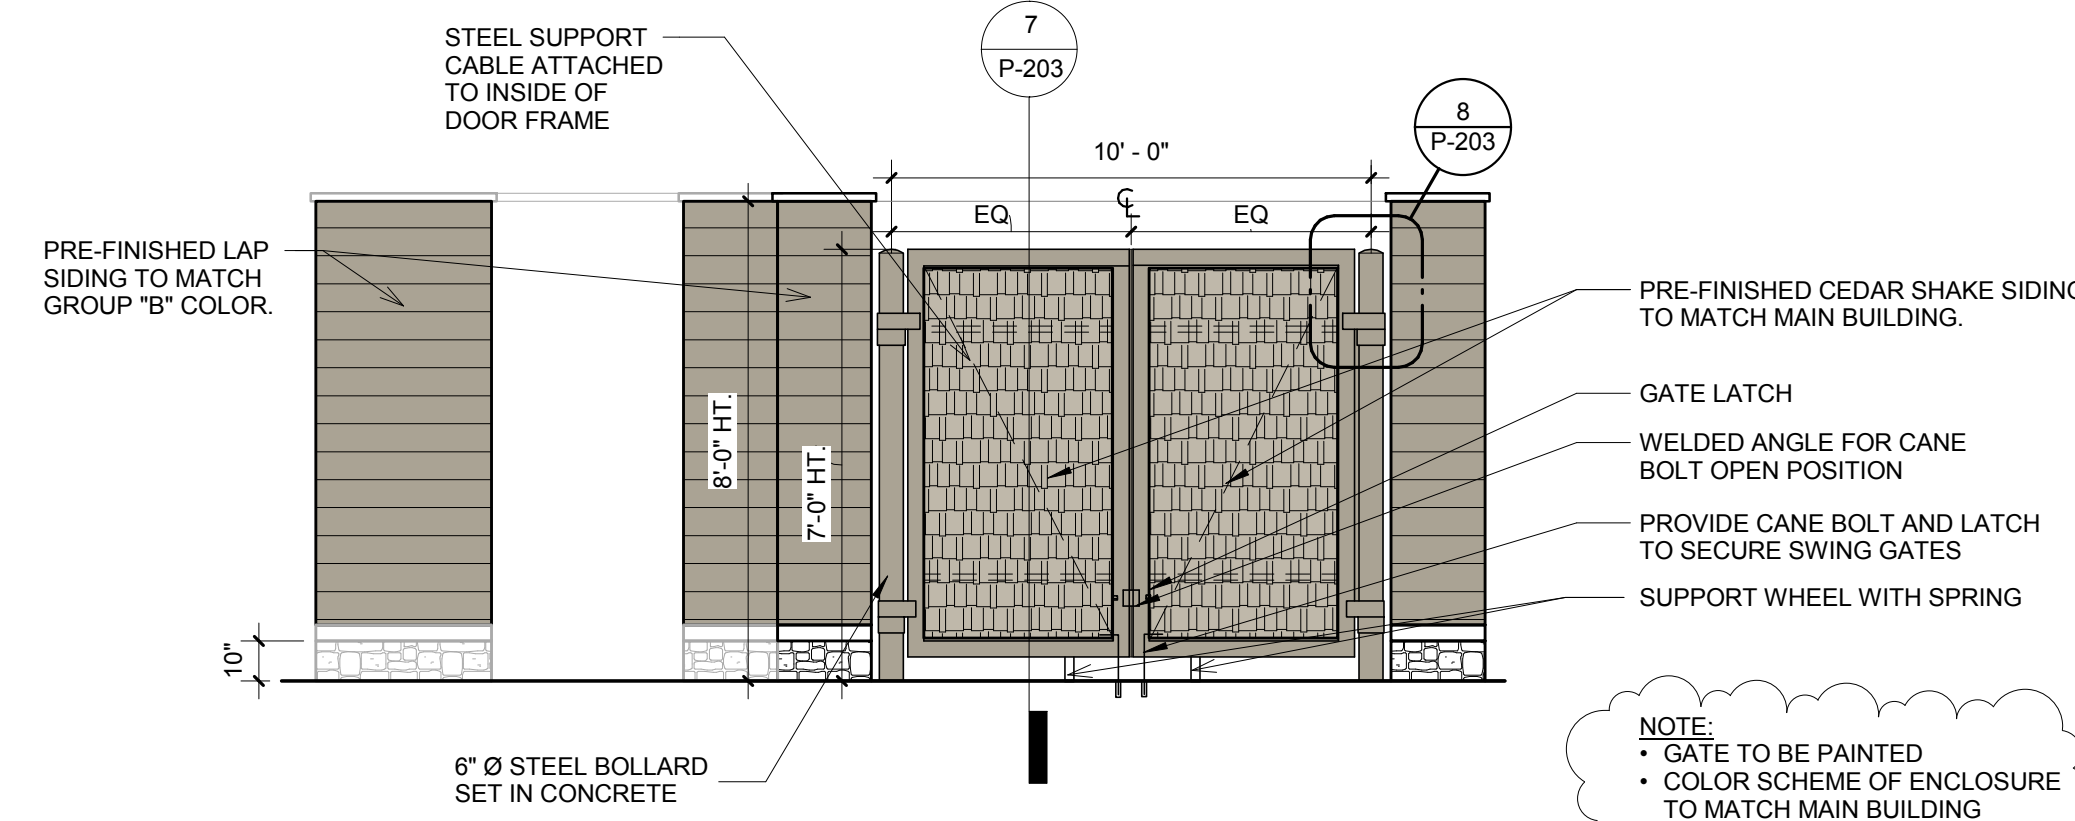 STEEL SUPPORT
CABLE ATTACHED
TO INSIDE OF
DOOR FRAME
7
P-203
8
P-203
10' - 0"
EQ
℄
EQ
PRE-FINISHED LAP
SIDING TO MATCH
GROUP "B" COLOR.
8'-0" HT.
7'-0" HT.
10"
PRE-FINISHED CEDAR SHAKE SIDING
TO MATCH MAIN BUILDING.
GATE LATCH
WELDED ANGLE FOR CANE
BOLT OPEN POSITION
PROVIDE CANE BOLT AND LATCH
TO SECURE SWING GATES
SUPPORT WHEEL WITH SPRING
6" Ø STEEL BOLLARD
SET IN CONCRETE
NOTE:
• GATE TO BE PAINTED
• COLOR SCHEME OF ENCLOSURE
TO MATCH MAIN BUILDING